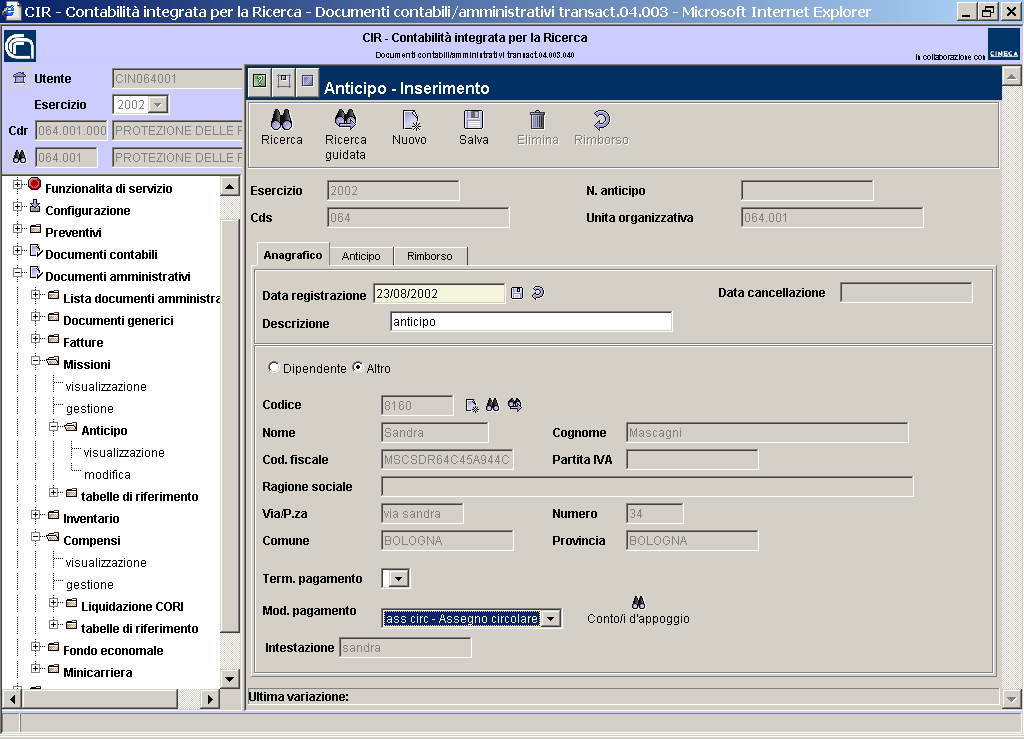 CIR - Contabilità integrata per la Ricerca - Documenti contabili/amministrativi transact.04.003 - Microsoft Internet Explorer
CIR - Contabilità integrata per la Ricerca
Documenti contabili/amministrativi transact.04.003.040
In collaborazione con CINECA
Utente CIN064001
Esercizio 2002
Cdr 064.001.000 PROTEZIONE DELLE F
064.001 PROTEZIONE DELLE F
Funzionalita di servizio
Configurazione
Preventivi
Documenti contabili
Documenti amministrativi
Lista documenti amministra
Documenti generici
Fatture
Missioni
visualizzazione
gestione
Anticipo
visualizzazione
modifica
tabelle di riferimento
Inventario
Compensi
visualizzazione
gestione
Liquidazione CORI
tabelle di riferimento
Fondo economale
Minicarriera
Anticipo - Inserimento
Ricerca
Ricerca guidata
Nuovo
Salva
Elimina
Rimborso
Esercizio 2002 N. anticipo
Cds 064 Unita organizzativa 064.001
Anagrafico Anticipo Rimborso
Data registrazione 23/08/2002 Data cancellazione
Descrizione anticipo
Dipendente Altro
Codice 8160
Nome Sandra Cognome Mascagni
Cod. fiscale MSCSDR64C45A944C Partita IVA
Ragione sociale
Via/P.za via sandra Numero 34
Comune BOLOGNA Provincia BOLOGNA
Term. pagamento
Mod. pagamento ass circ - Assegno circolare Conto/i d'appoggio
Intestazione sandra
Ultima variazione: